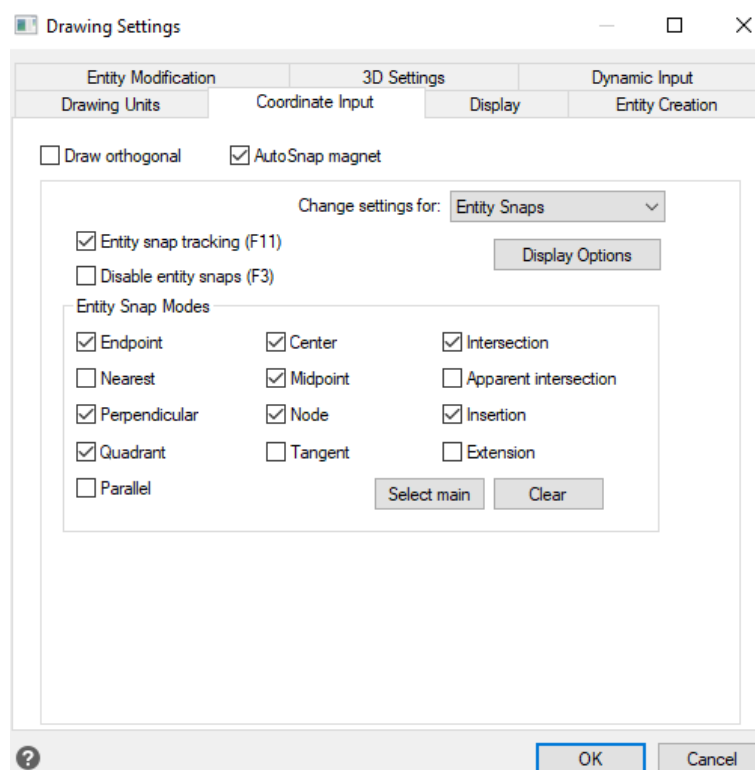 Drawing Settings
Entity Modification 3D Settings Dynamic Input
Drawing Units Coordinate Input Display Entity Creation
Draw orthogonal AutoSnap magnet
Change settings for: Entity Snaps
Entity snap tracking (F11)
Display Options
Disable entity snaps (F3)
Entity Snap Modes
Endpoint Center Intersection
Nearest Midpoint Apparent intersection
Perpendicular Node Insertion
Quadrant Tangent Extension
Parallel Select main Clear
? OK Cancel